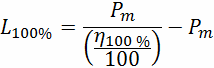 L₁₀₀% = Pₘ / (η₁₀₀ % / 100) − Pₘ